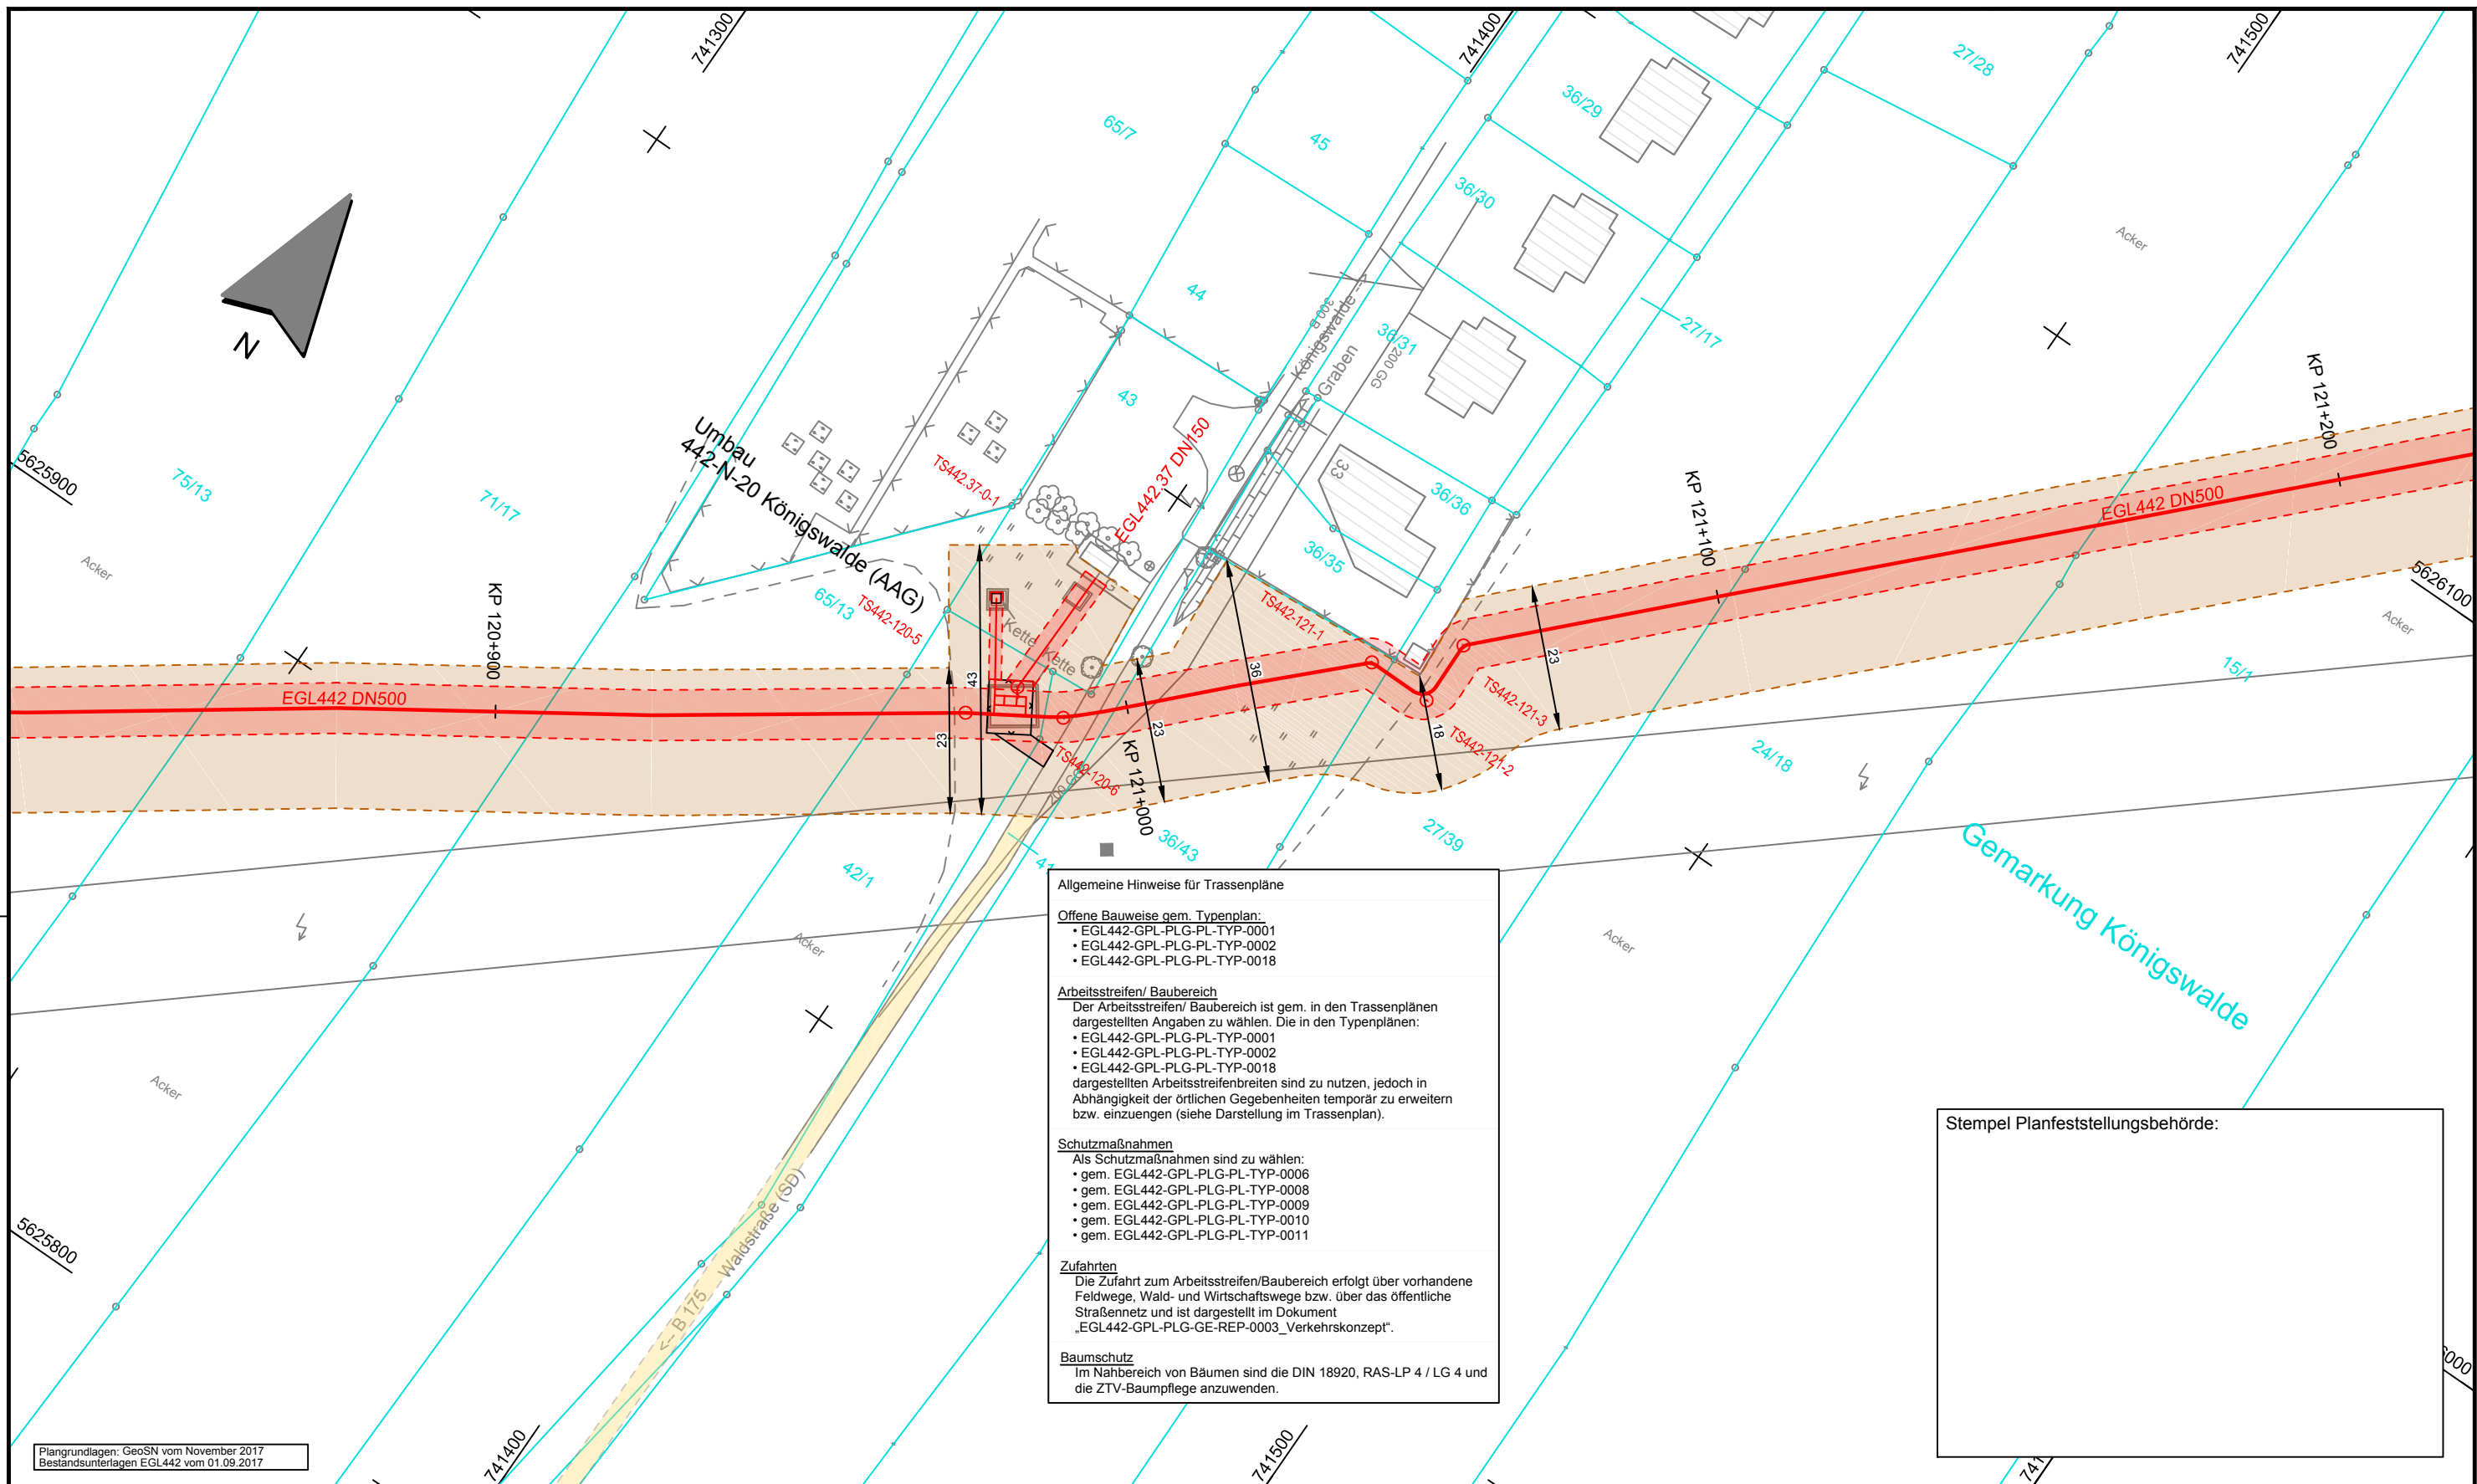 741300
741400
741500
27/28
36/29
65/7
45
36/30
Acker
44
300 B
Königswalde
27/17
N
36/31
Graben
200 GG
43
KP 121+200
Umbau
442-N-20 Königswalde (AAG)
EGL442.37 DN150
33
TS442.37-0-1
5625900
75/13
71/17
36/36
KP 121+100
EGL442 DN500
36/35
Acker
5626100
65/13
TS442-120-5
KP 120+900
G
TS442-121-1
Acker
Kette
Kette
15/1
EGL442 DN500
43
36
23
TS442-121-3
23
23
18
TS442-121-2
TS442-120-6
200 GG
KP 121+000
24/18
27/39
36/43
42/1
41
Gemarkung Königswalde
Acker
Acker
Acker
Allgemeine Hinweise für Trassenpläne
Offene Bauweise gem. Typenplan:
• EGL442-GPL-PLG-PL-TYP-0001
• EGL442-GPL-PLG-PL-TYP-0002
• EGL442-GPL-PLG-PL-TYP-0018
Arbeitsstreifen/ Baubereich
Der Arbeitsstreifen/ Baubereich ist gem. in den Trassenplänen
dargestellten Angaben zu wählen. Die in den Typenplänen:
• EGL442-GPL-PLG-PL-TYP-0001
• EGL442-GPL-PLG-PL-TYP-0002
• EGL442-GPL-PLG-PL-TYP-0018
dargestellten Arbeitsstreifenbreiten sind zu nutzen, jedoch in
Abhängigkeit der örtlichen Gegebenheiten temporär zu erweitern
bzw. einzuengen (siehe Darstellung im Trassenplan).
Schutzmaßnahmen
Als Schutzmaßnahmen sind zu wählen:
• gem. EGL442-GPL-PLG-PL-TYP-0006
• gem. EGL442-GPL-PLG-PL-TYP-0008
• gem. EGL442-GPL-PLG-PL-TYP-0009
• gem. EGL442-GPL-PLG-PL-TYP-0010
• gem. EGL442-GPL-PLG-PL-TYP-0011
Zufahrten
Die Zufahrt zum Arbeitsstreifen/Baubereich erfolgt über vorhandene
Feldwege, Wald- und Wirtschaftswege bzw. über das öffentliche
Straßennetz und ist dargestellt im Dokument
„EGL442-GPL-PLG-GE-REP-0003_Verkehrskonzept“.
Baumschutz
Im Nahbereich von Bäumen sind die DIN 18920, RAS-LP 4 / LG 4 und
die ZTV-Baumpflege anzuwenden.
Stempel Planfeststellungsbehörde:
5625800
<-- B 175 Waldstraße (SD)
Plangrundlagen: GeoSN vom November 2017
Bestandsunterlagen EGL442 vom 01.09.2017
741400
741500